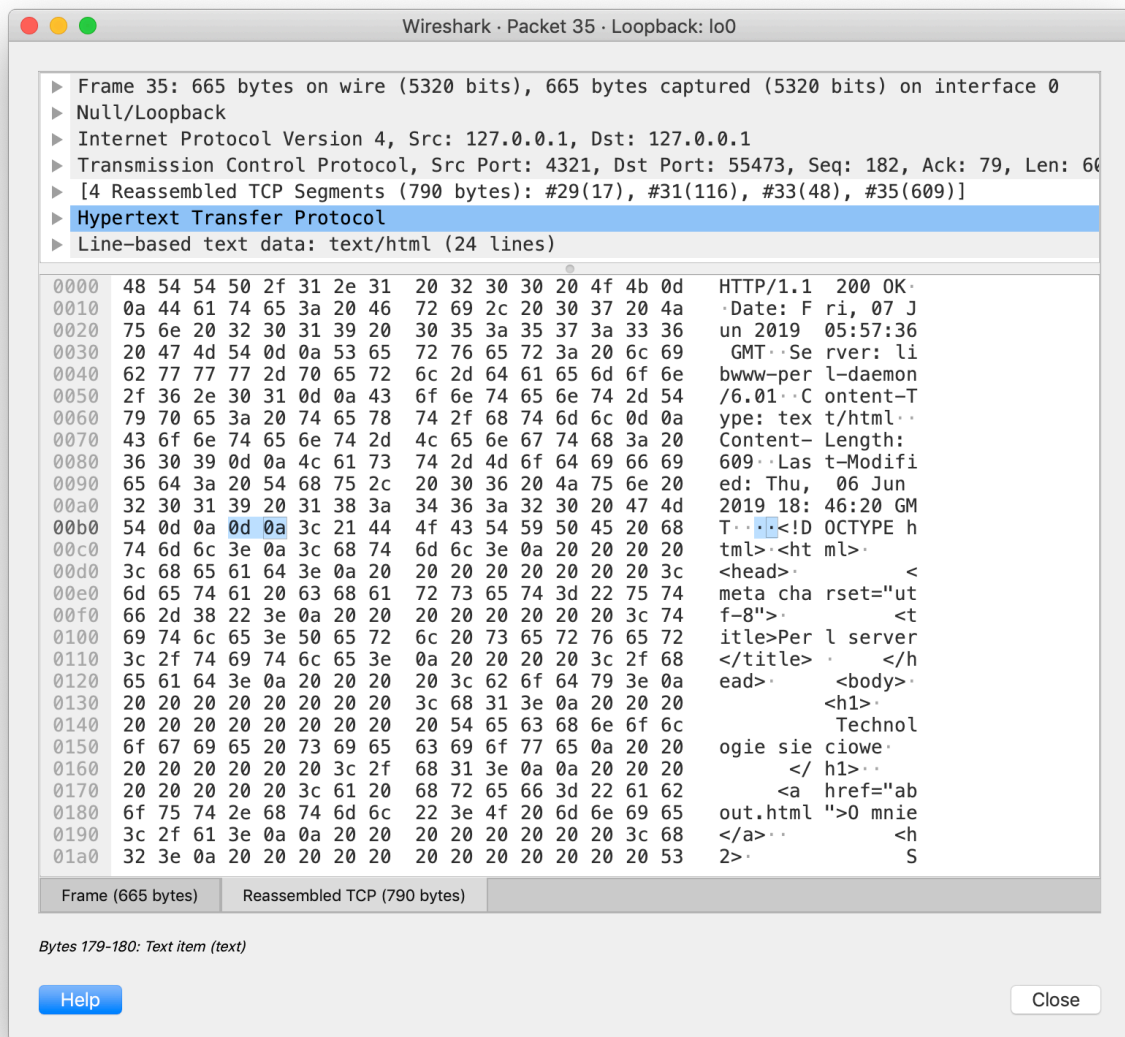 Wireshark · Packet 35 · Loopback: lo0
Frame 35: 665 bytes on wire (5320 bits), 665 bytes captured (5320 bits) on interface 0
Null/Loopback
Internet Protocol Version 4, Src: 127.0.0.1, Dst: 127.0.0.1
Transmission Control Protocol, Src Port: 4321, Dst Port: 55473, Seq: 182, Ack: 79, Len: 60
[4 Reassembled TCP Segments (790 bytes): #29(17), #31(116), #33(48), #35(609)]
Hypertext Transfer Protocol
Line-based text data: text/html (24 lines)
0000 48 54 54 50 2f 31 2e 31 20 32 30 30 20 4f 4b 0d HTTP/1.1 200 OK·
0010 0a 44 61 74 65 3a 20 46 72 69 2c 20 30 37 20 4a ·Date: F ri, 07 J
0020 75 6e 20 32 30 31 39 20 30 35 3a 35 37 3a 33 36 un 2019 05:57:36
0030 20 47 4d 54 0d 0a 53 65 72 76 65 72 3a 20 6c 69 GMT··Se rver: li
0040 62 77 77 77 2d 70 65 72 6c 2d 64 61 65 6d 6f 6e bwww-per l-daemon
0050 2f 36 2e 30 31 0d 0a 43 6f 6e 74 65 6e 74 2d 54 /6.01··C ontent-T
0060 79 70 65 3a 20 74 65 78 74 2f 68 74 6d 6c 0d 0a ype: tex t/html··
0070 43 6f 6e 74 65 6e 74 2d 4c 65 6e 67 74 68 3a 20 Content- Length:
0080 36 30 39 0d 0a 4c 61 73 74 2d 4d 6f 64 69 66 69 609··Las t-Modifi
0090 65 64 3a 20 54 68 75 2c 20 30 36 20 4a 75 6e 20 ed: Thu, 06 Jun
00a0 32 30 31 39 20 31 38 3a 34 36 3a 32 30 20 47 4d 2019 18: 46:20 GM
00b0 54 0d 0a 0d 0a 3c 21 44 4f 43 54 59 50 45 20 68 T····<!D OCTYPE h
00c0 74 6d 6c 3e 0a 3c 68 74 6d 6c 3e 0a 20 20 20 20 tml>·<ht ml>·
00d0 3c 68 65 61 64 3e 0a 20 20 20 20 20 20 20 20 3c <head>· <
00e0 6d 65 74 61 20 63 68 61 72 73 65 74 3d 22 75 74 meta cha rset="ut
00f0 66 2d 38 22 3e 0a 20 20 20 20 20 20 20 20 3c 74 f-8">· <t
0100 69 74 6c 65 3e 50 65 72 6c 20 73 65 72 76 65 72 itle>Per l server
0110 3c 2f 74 69 74 6c 65 3e 0a 20 20 20 20 3c 2f 68 </title> · </h
0120 65 61 64 3e 0a 20 20 20 20 3c 62 6f 64 79 3e 0a ead>· <body>·
0130 20 20 20 20 20 20 20 20 3c 68 31 3e 0a 20 20 20 <h1>·
0140 20 20 20 20 20 20 20 20 20 54 65 63 68 6e 6f 6c Technol
0150 6f 67 69 65 20 73 69 65 63 69 6f 77 65 0a 20 20 ogie sie ciowe·
0160 20 20 20 20 20 20 3c 2f 68 31 3e 0a 0a 20 20 20 </ h1>··
0170 20 20 20 20 20 3c 61 20 68 72 65 66 3d 22 61 62 <a href="ab
0180 6f 75 74 2e 68 74 6d 6c 22 3e 4f 20 6d 6e 69 65 out.html ">O mnie
0190 3c 2f 61 3e 0a 0a 20 20 20 20 20 20 20 20 3c 68 </a>·· <h
01a0 32 3e 0a 20 20 20 20 20 20 20 20 20 20 20 20 53 2>· S
Frame (665 bytes) Reassembled TCP (790 bytes)
Bytes 179-180: Text item (text)
Help Close